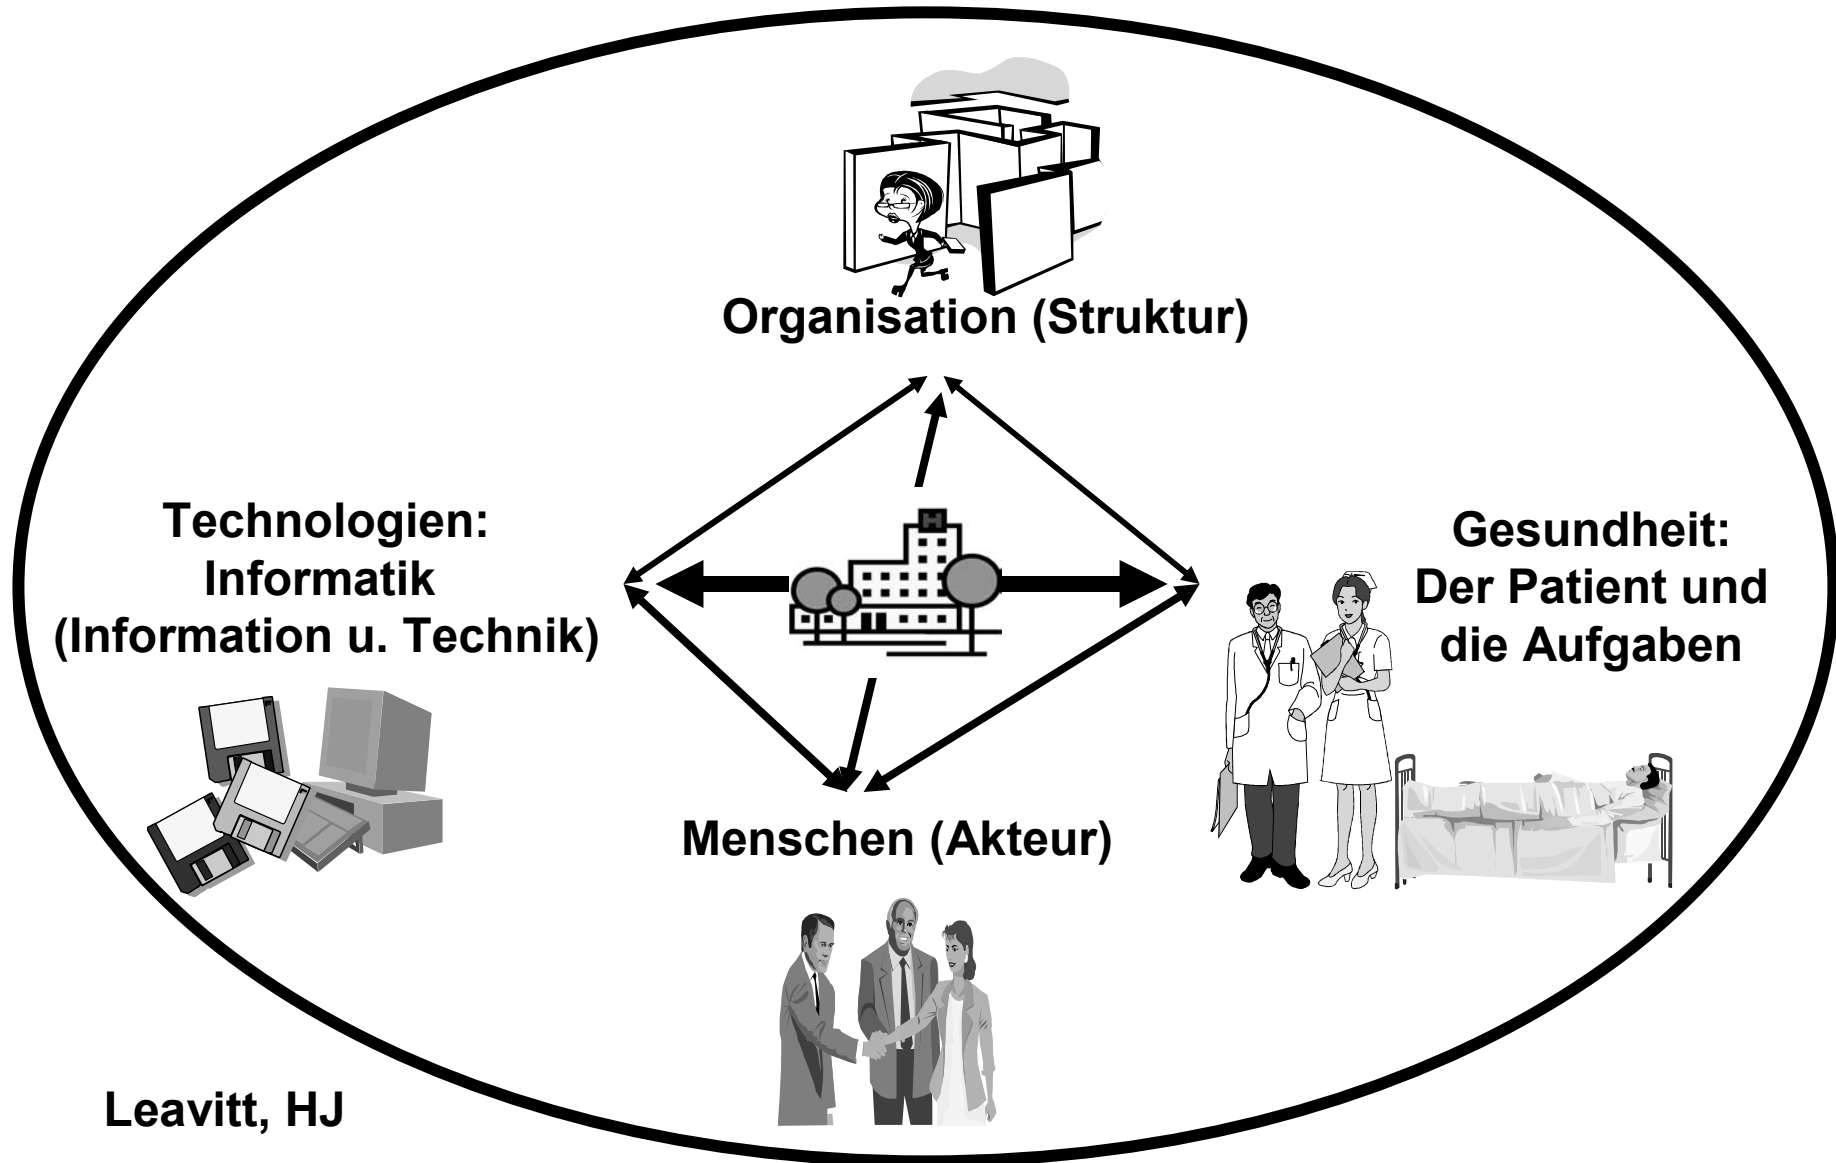 Organisation (Struktur)
Technologien:
Informatik
(Information u. Technik)
H
Gesundheit:
Der Patient und
die Aufgaben
Menschen (Akteur)
Leavitt, HJ